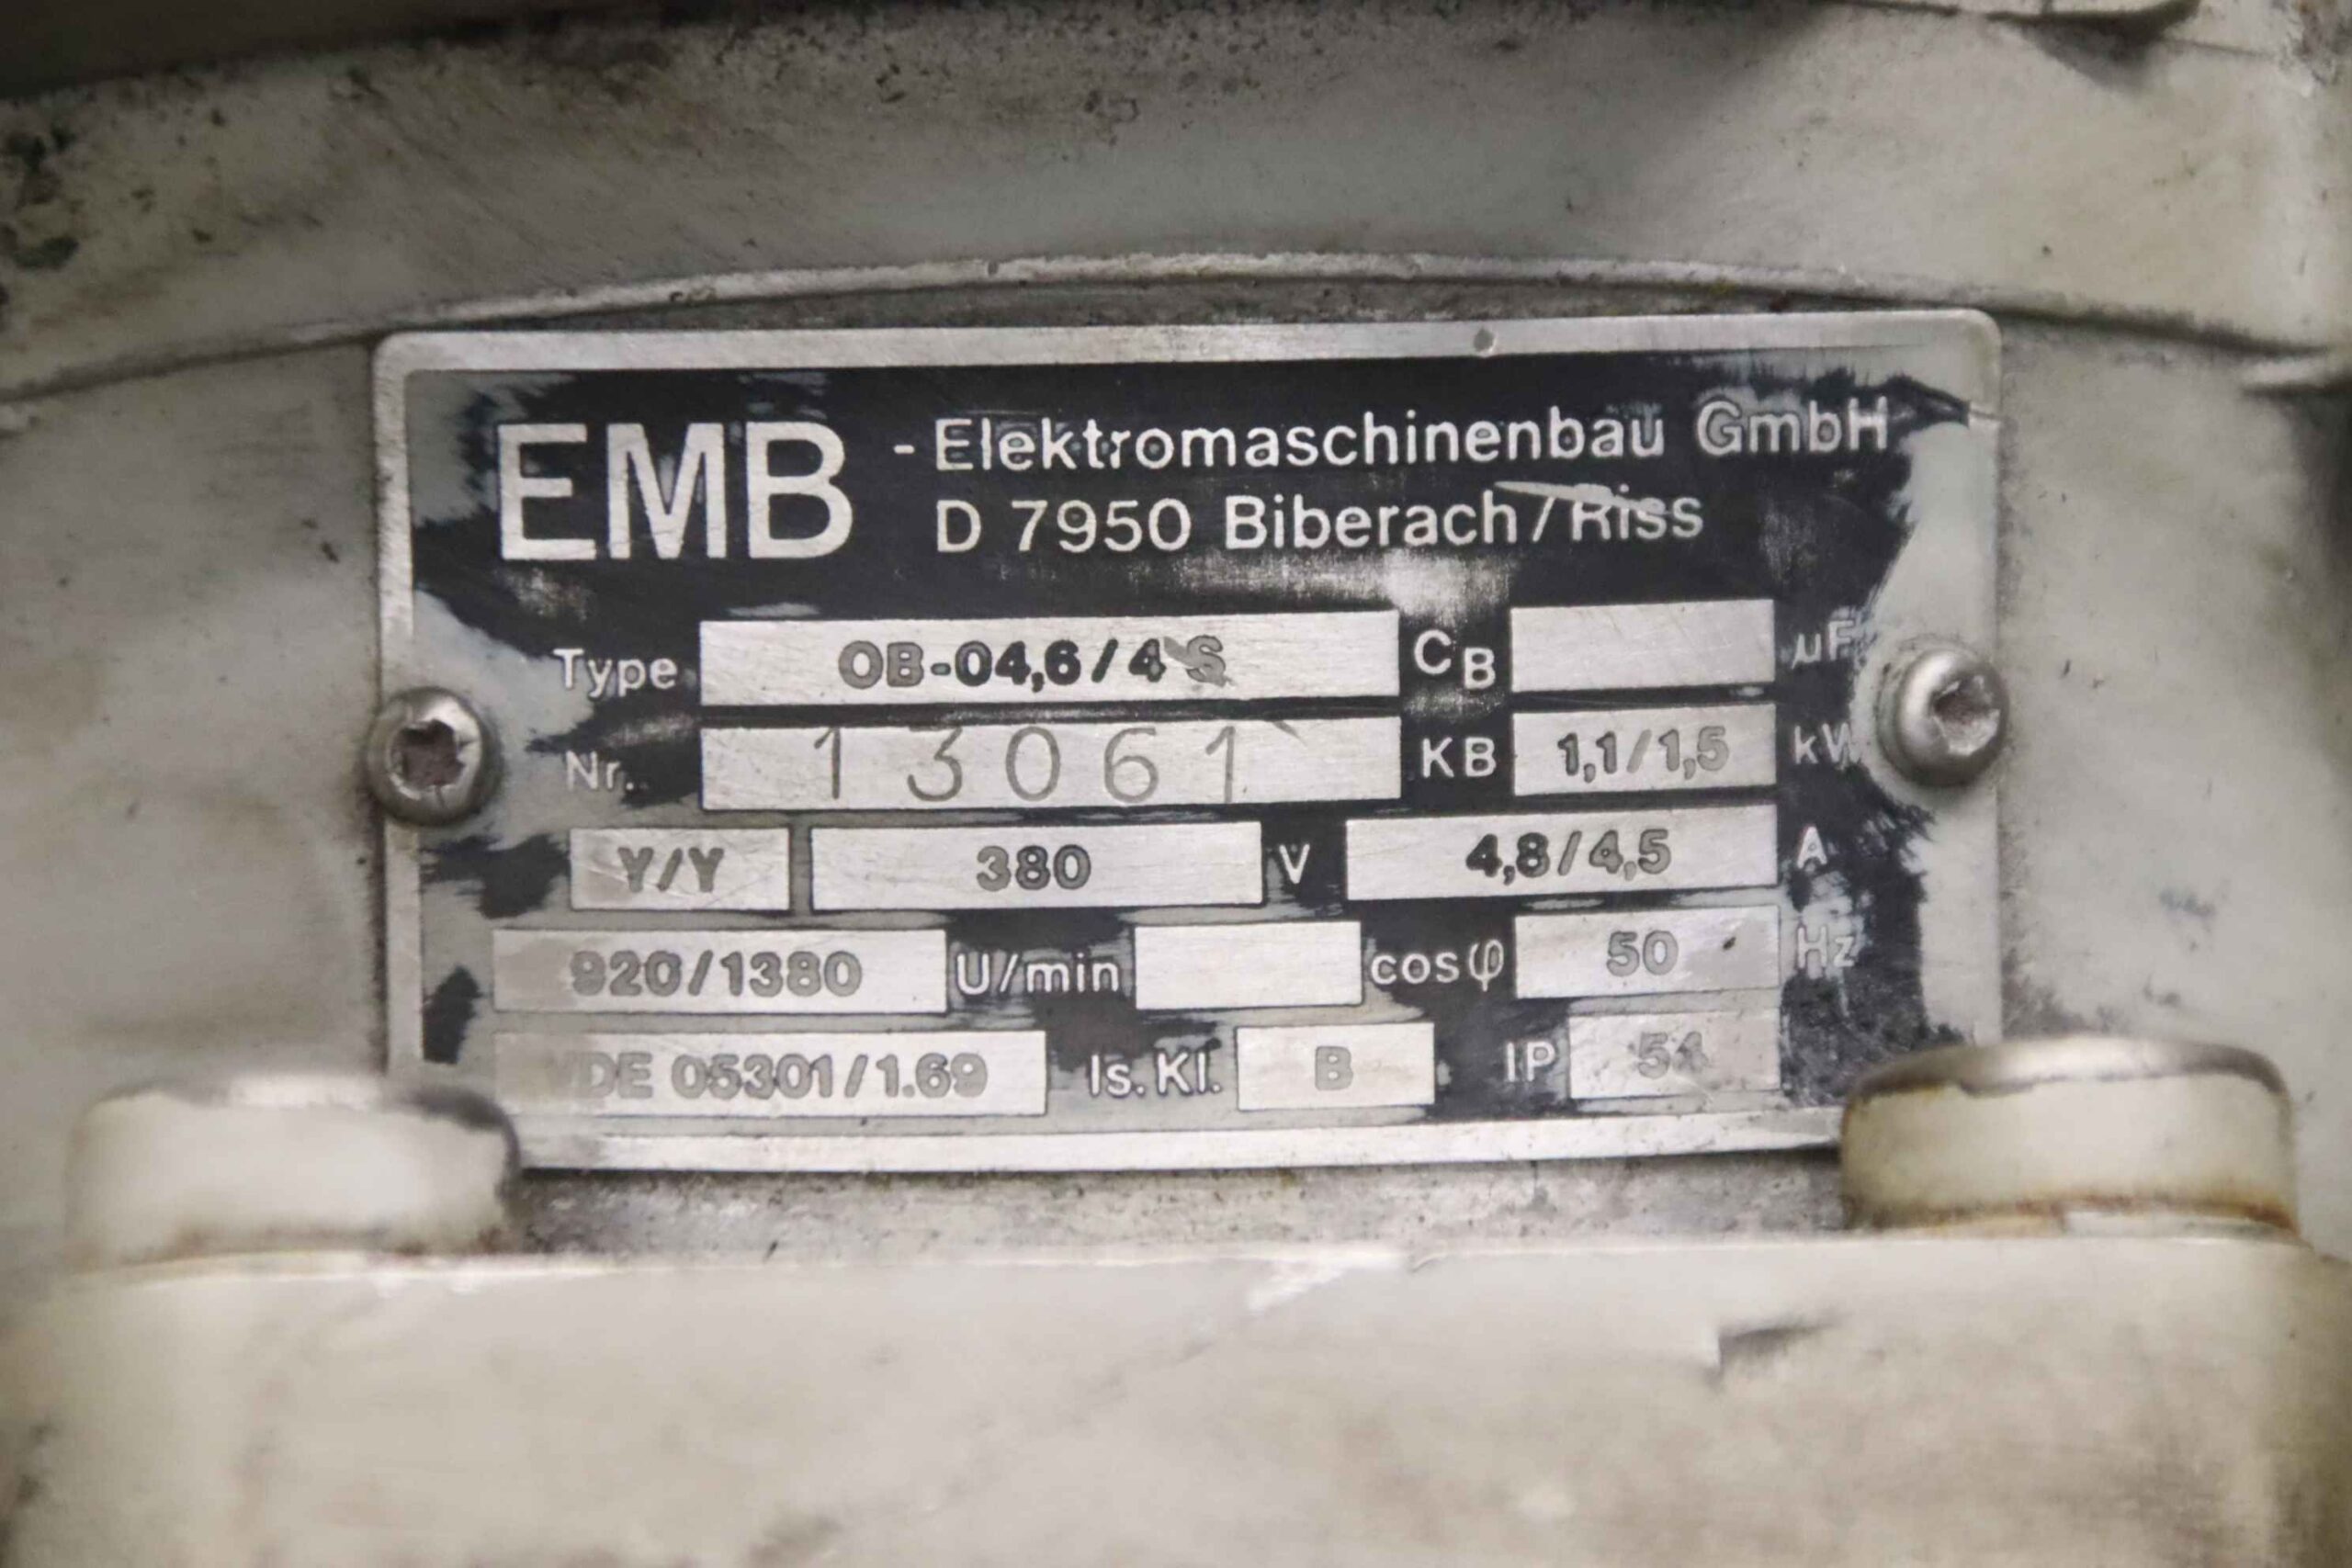 EMB - Elektromaschinenbau GmbH
D 7950 Biberach/Riss
Type OB-04,6/4 S CB µF
Nr. 13061 KB 1,1/1,5 kW
Y/Y 380 V 4,8/4,5 A
920/1380 U/min cosφ 50 Hz
VDE 05301/1.69 Is. Kl. B IP 54